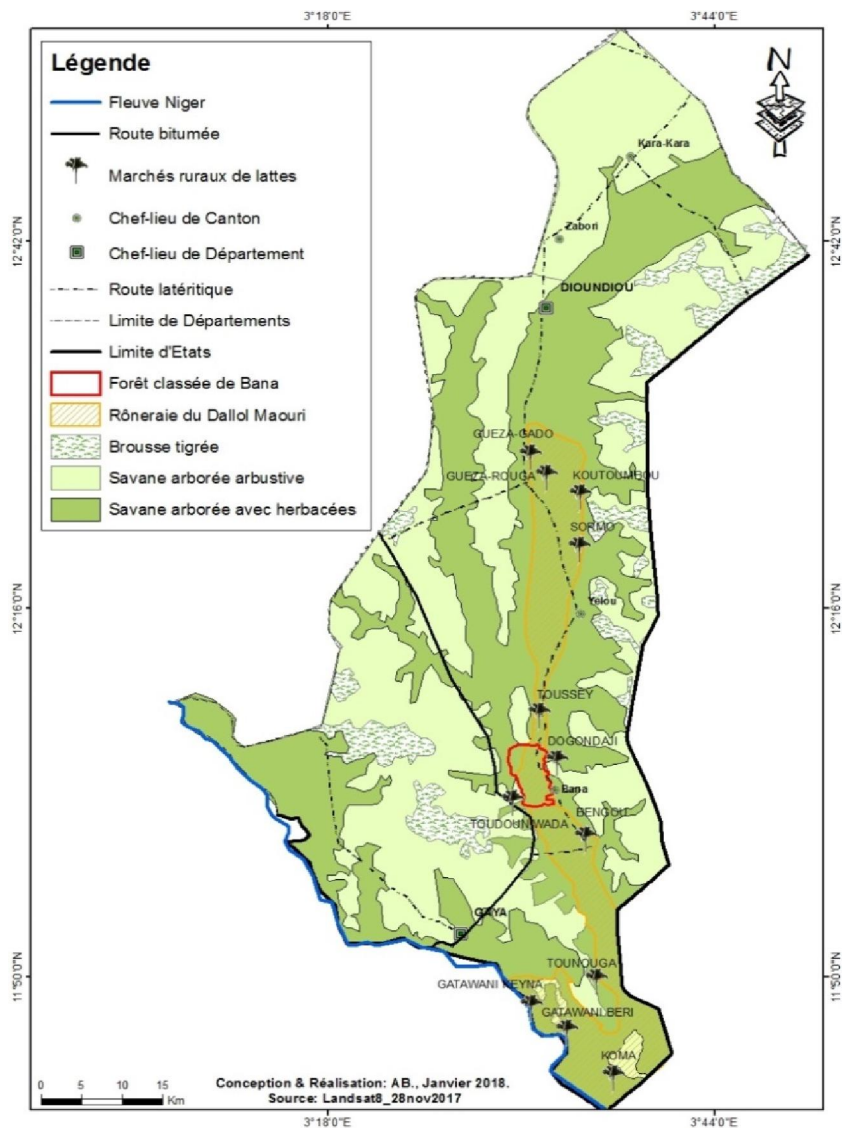 3°18'0"E
3°44'0"E
N
Légende
Fleuve Niger
Route bitumée
Marchés ruraux de lattes
Chef-lieu de Canton
Chef-lieu de Département
Route latéritique
Limite de Départements
Limite d'Etats
Forêt classée de Bana
Rôneraie du Dallol Maouri
Brousse tigrée
Savane arborée arbustive
Savane arborée avec herbacées
Kara-Kara
12°42'0"N
Zabori
12°42'0"N
DIOUNDIOU
GUEZA-GADO
GUEZA-ROUGA
KOUTOUMBOU
SORMO
12°16'0"N
Yelou
12°16'0"N
TOUSSEY
DOGONDAJI
Bana
TOUDOUN WADA
BENGOU
GAYA
11°50'0"N
TOUNOUGA
11°50'0"N
GATAWANI KEYNA
GATAWANI BERI
KOMA
Conception & Réalisation: AB., Janvier 2018.
Source: Landsat8_28nov2017
0 5 10 15
Km
3°18'0"E
3°44'0"E